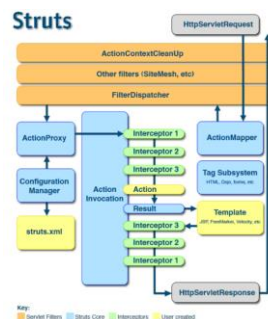 Struts
HttpServletRequest
ActionContextCleanUp
Other filters (SiteMesh, etc)
FilterDispatcher
ActionProxy
ActionMapper
Configuration
Manager
struts.xml
Action
Invocation
Interceptor 1
Interceptor 2
Interceptor 3
Action
Result
Interceptor 3
Interceptor 2
Interceptor 1
Tag Subsystem
HTML, forms, etc
Template
JSP, FreeMarker, Velocity, etc
HttpServletResponse
Key:
Servlet Filters
Struts Core
Interceptors
User created